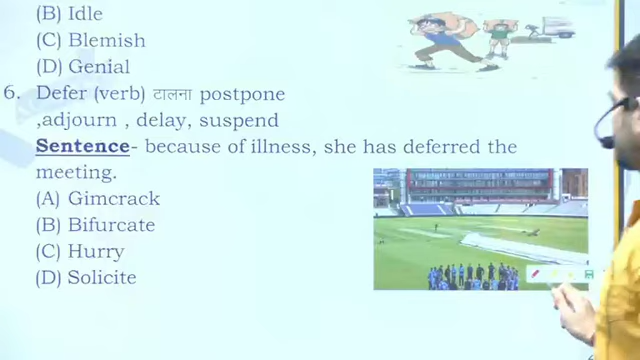 (B) Idle
(C) Blemish
(D) Genial
6. Defer (verb) टालना postpone
,adjourn , delay, suspend
Sentence- because of illness, she has deferred the
meeting.
(A) Gimcrack
(B) Bifurcate
(C) Hurry
(D) Solicite